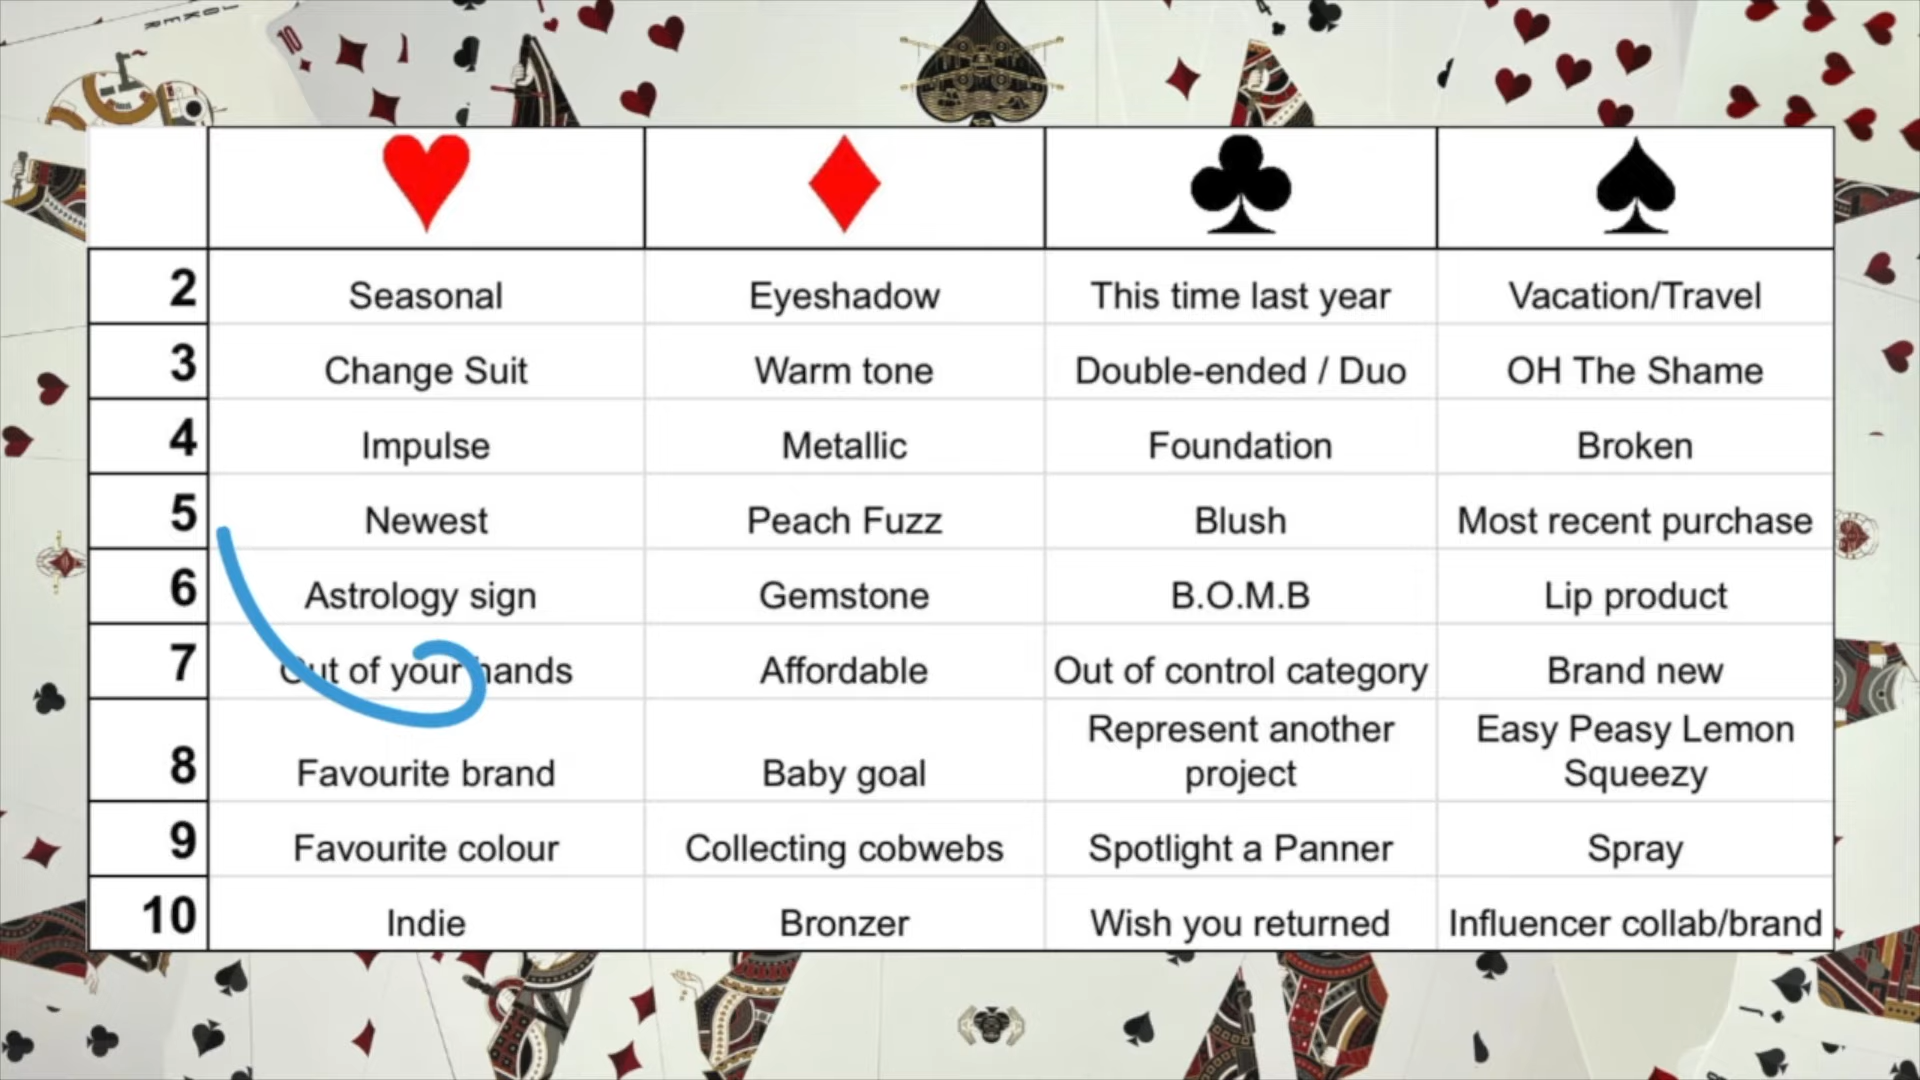 2 Seasonal Eyeshadow This time last year Vacation/Travel
3 Change Suit Warm tone Double-ended / Duo OH The Shame
4 Impulse Metallic Foundation Broken
5 Newest Peach Fuzz Blush Most recent purchase
6 Astrology sign Gemstone B.O.M.B Lip product
7 Out of your hands Affordable Out of control category Brand new
8 Favourite brand Baby goal Represent another project Easy Peasy Lemon Squeezy
9 Favourite colour Collecting cobwebs Spotlight a Panner Spray
10 Indie Bronzer Wish you returned Influencer collab/brand